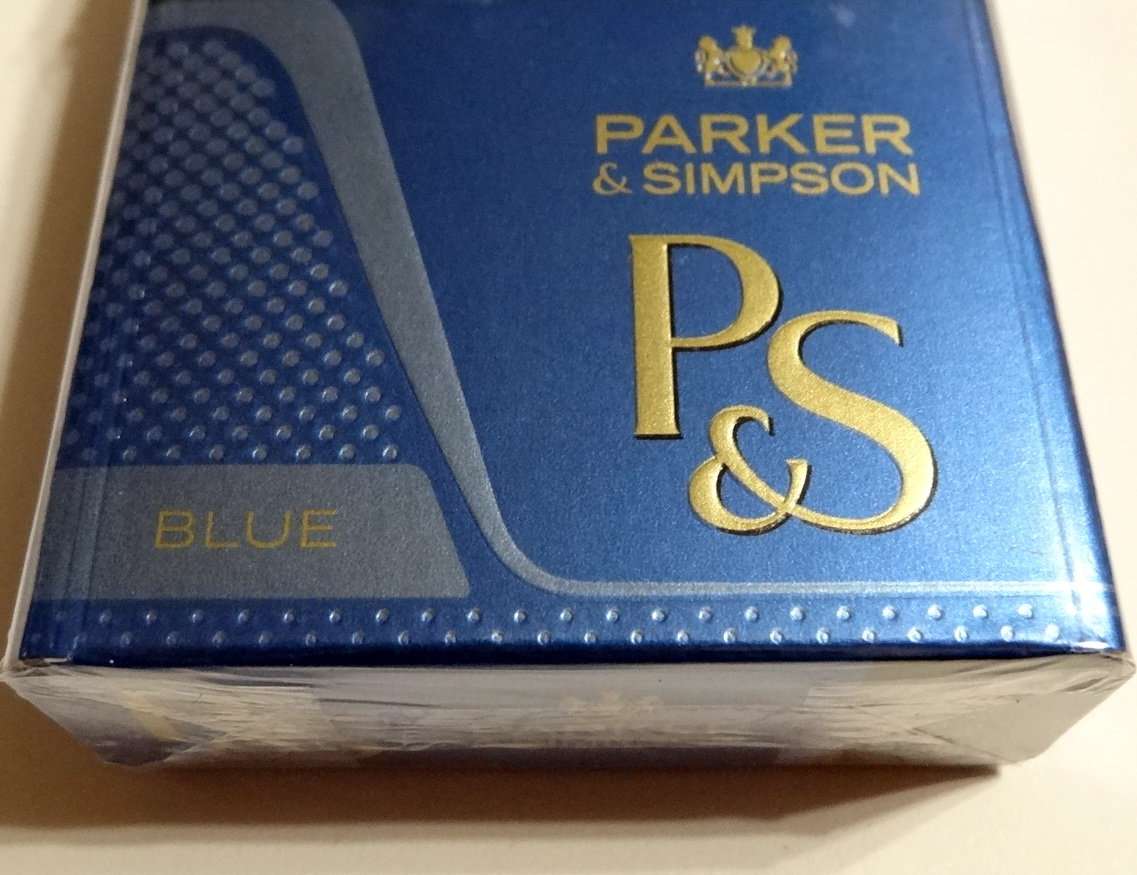 PARKER
& SIMPSON
P&S
BLUE